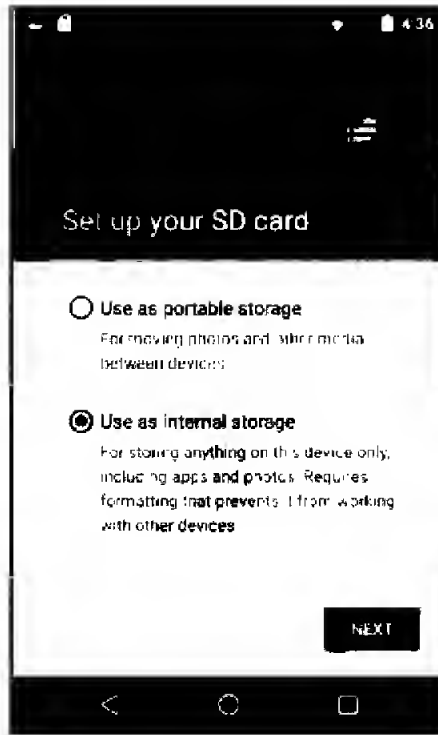 4:36
Set up your SD card
Use as portable storage
For moving photos and other media
between devices
Use as internal storage
For storing anything on this device only,
including apps and photos. Requires
formatting that prevents it from working
with other devices
NEXT